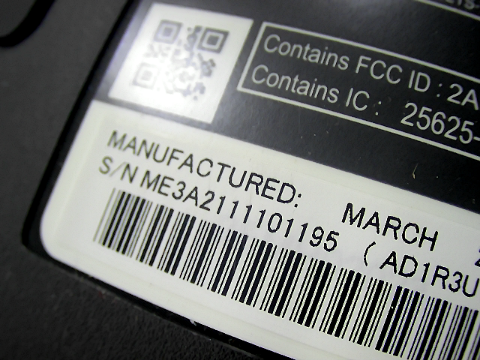 Contains FCC ID : 2A
Contains IC : 25625-
MANUFACTURED: MARCH
S/N ME3A2111101195 ( AD1R3U